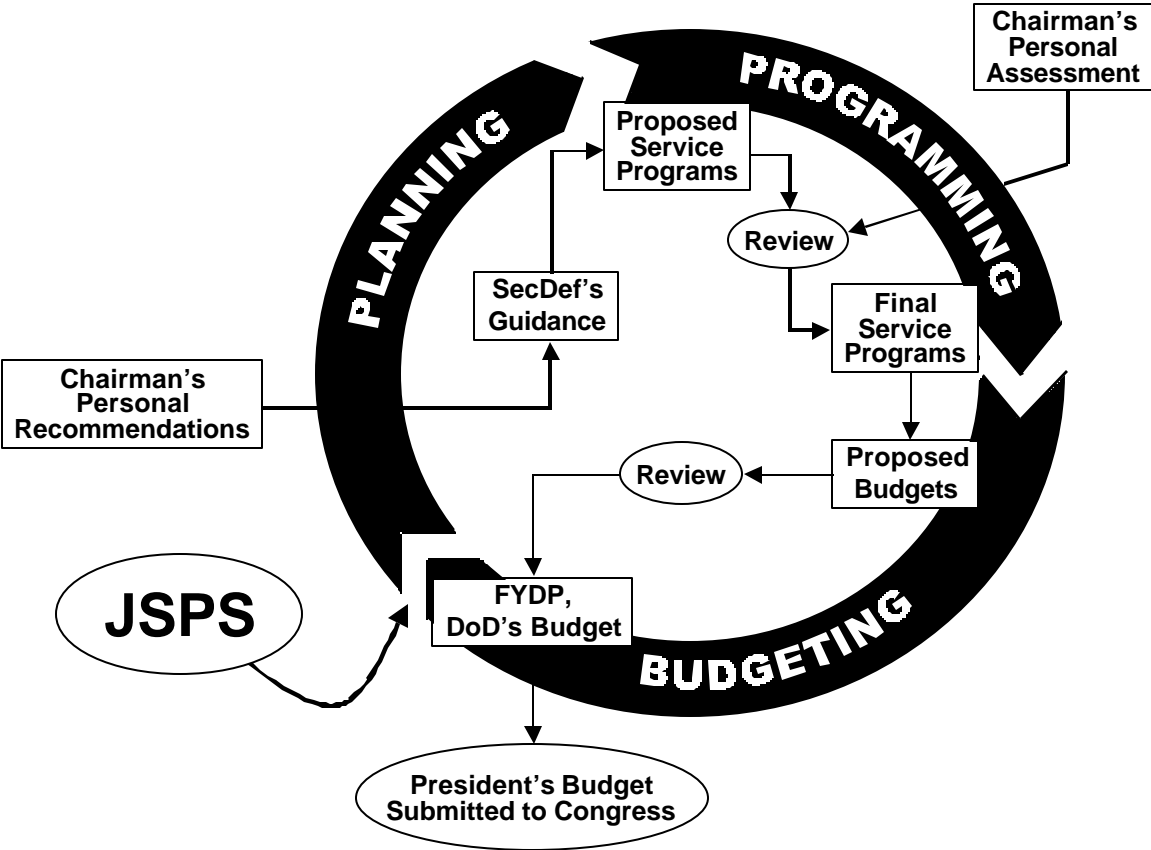 Chairman's
Personal
Assessment
PROGRAMMING
PLANNING
Proposed
Service
Programs
Review
SecDef's
Guidance
Final
Service
Programs
Chairman's
Personal
Recommendations
Proposed
Budgets
Review
JSPS
FYDP,
DoD's Budget
BUDGETING
President's Budget
Submitted to Congress